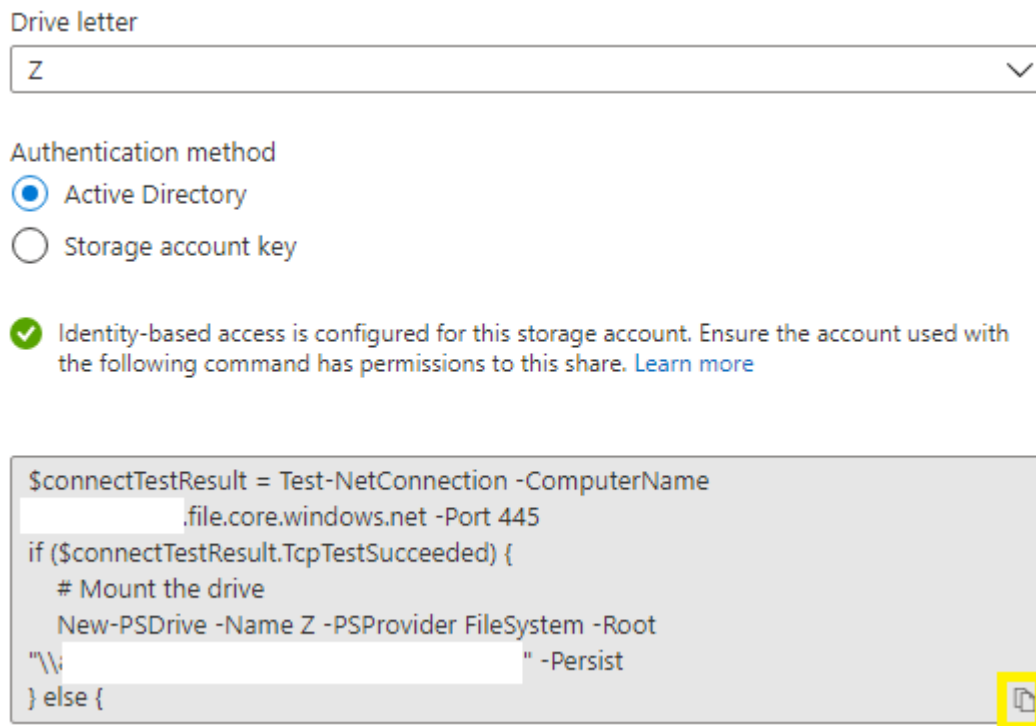 Drive letter
Z
Authentication method
Active Directory
Storage account key
Identity-based access is configured for this storage account. Ensure the account used with
the following command has permissions to this share. Learn more
$connectTestResult = Test-NetConnection -ComputerName
.file.core.windows.net -Port 445
if ($connectTestResult.TcpTestSucceeded) {
# Mount the drive
New-PSDrive -Name Z -PSProvider FileSystem -Root
"\\ " -Persist
} else {